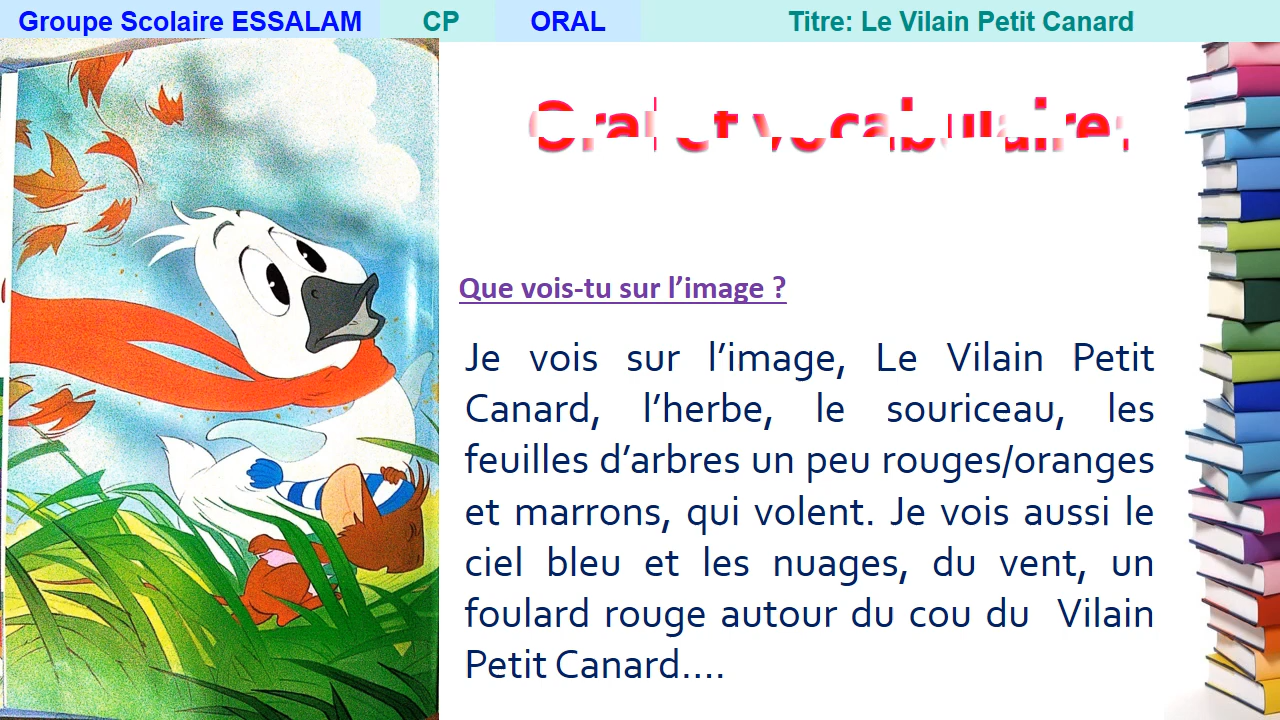 Groupe Scolaire ESSALAM CP ORAL Titre: Le Vilain Petit Canard
Oral et vocabulaire:
Que vois-tu sur l’image ?
Je vois sur l’image, Le Vilain Petit
Canard, l’herbe, le souriceau, les
feuilles d’arbres un peu rouges/oranges
et marrons, qui volent. Je vois aussi le
ciel bleu et les nuages, du vent, un
foulard rouge autour du cou du Vilain
Petit Canard....